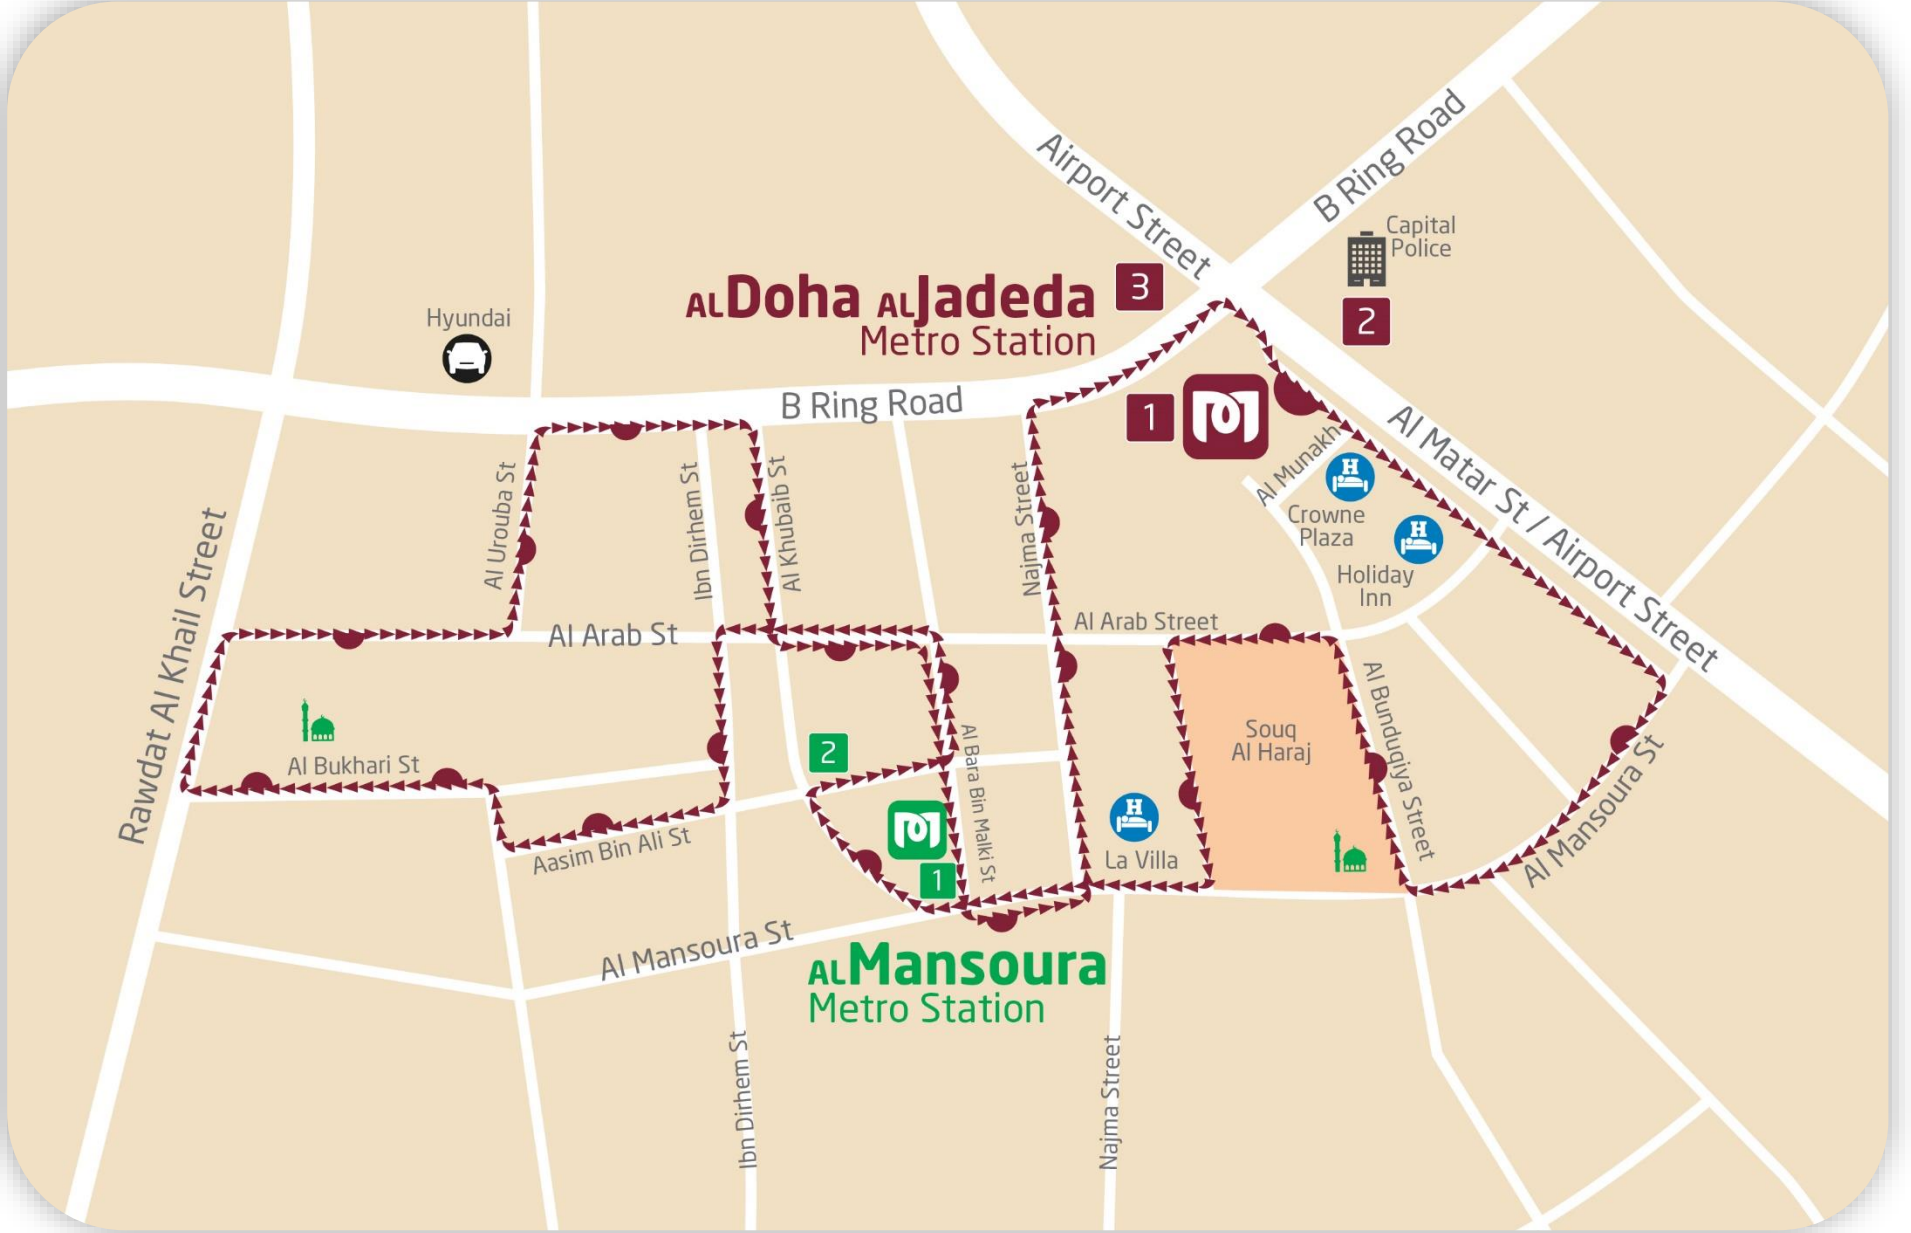 Airport Street
B Ring Road
Capital
Police
3
2
AL Doha AL Jadeda
Metro Station
Hyundai
B Ring Road
1
Al Matar St / Airport Street
Al Munakh
H
Crowne
Plaza
H
Holiday
Inn
Al Urouba St
Ibn Dirhem St
Al Khubaib St
Najma Street
Rawdat Al Khail Street
Al Arab St
Al Arab Street
Al Bunduqiya Street
Souq
Al Haraj
Al Mansoura St
Al Bukhari St
2
Al Bara Bin Malki St
H
La Villa
Aasim Bin Ali St
1
Al Mansoura St
AL Mansoura
Metro Station
Ibn Dirhem St
Najma Street